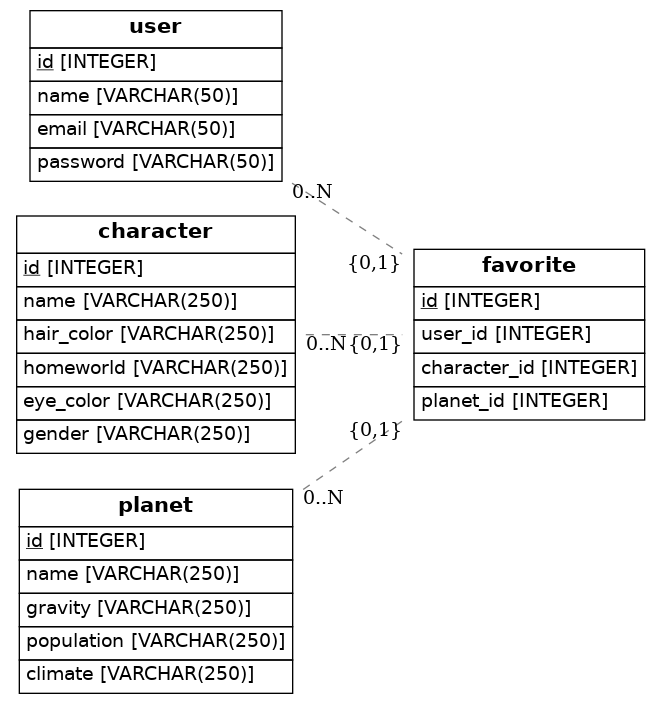 user
id [INTEGER]
name [VARCHAR(50)]
email [VARCHAR(50)]
password [VARCHAR(50)]
0..N
{0,1}
character
id [INTEGER]
name [VARCHAR(250)]
hair_color [VARCHAR(250)]
homeworld [VARCHAR(250)]
eye_color [VARCHAR(250)]
gender [VARCHAR(250)]
0..N
{0,1}
favorite
id [INTEGER]
user_id [INTEGER]
character_id [INTEGER]
planet_id [INTEGER]
{0,1}
0..N
planet
id [INTEGER]
name [VARCHAR(250)]
gravity [VARCHAR(250)]
population [VARCHAR(250)]
climate [VARCHAR(250)]